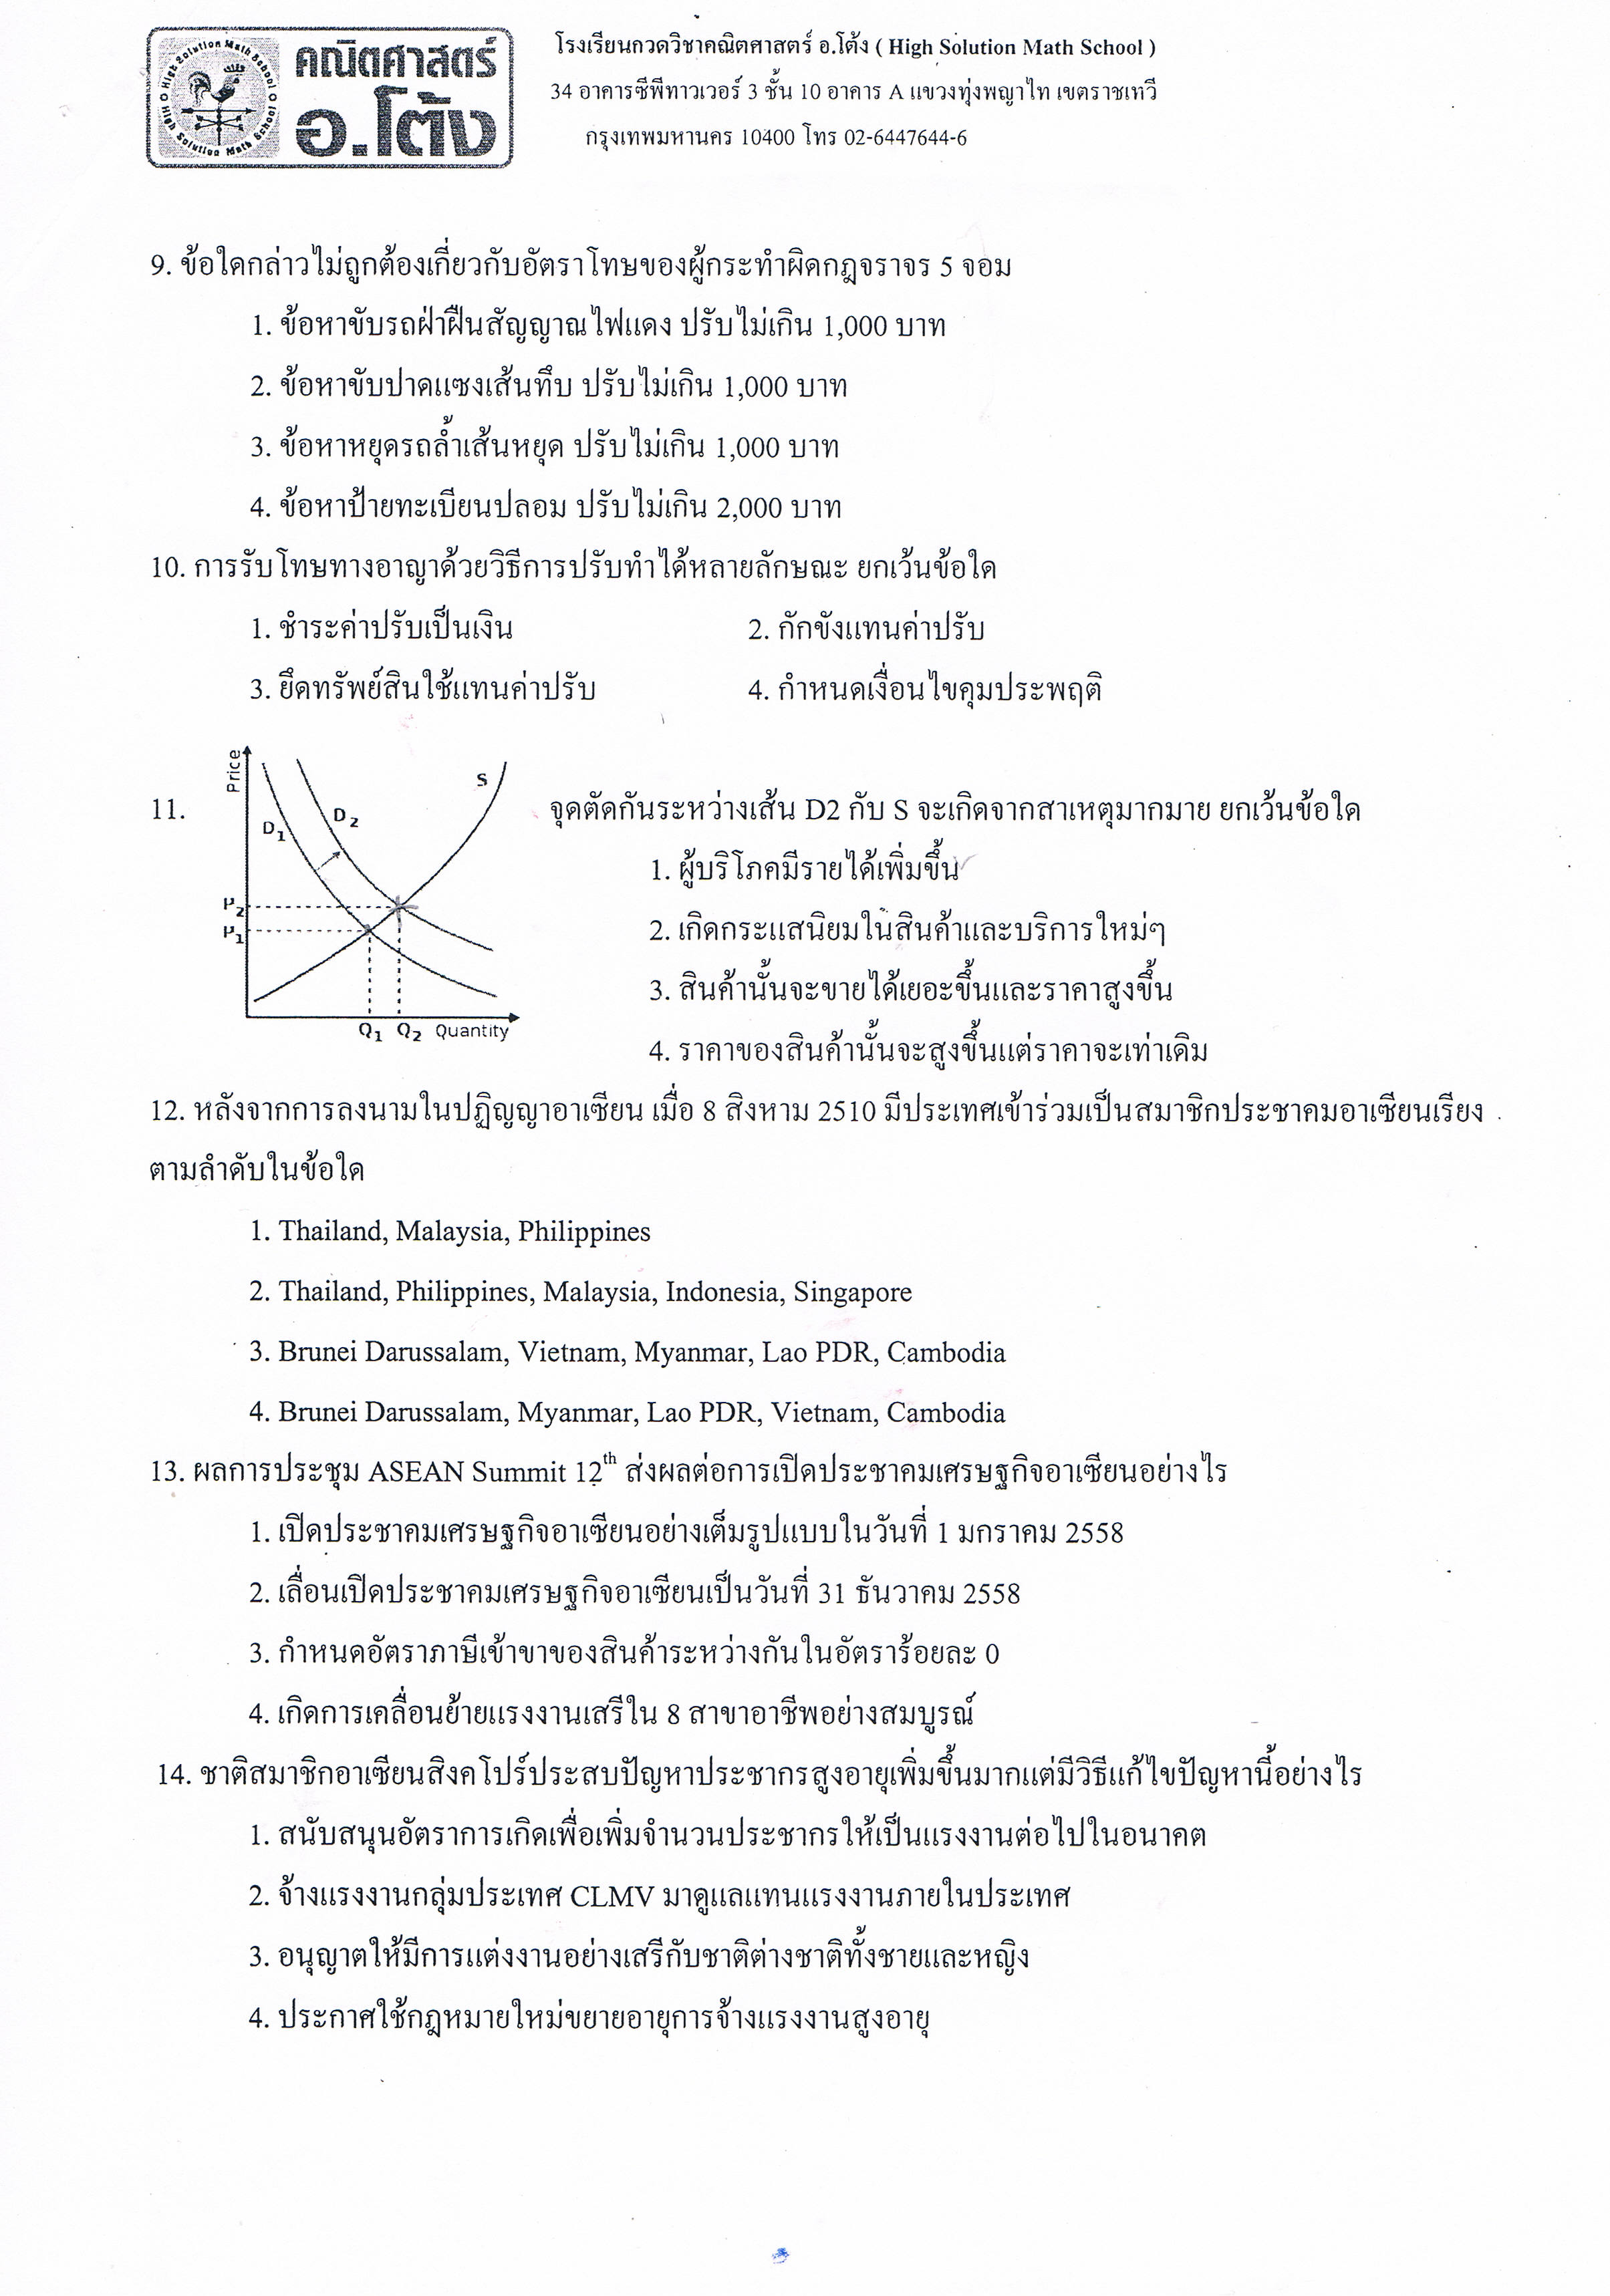 High Solution Math School
High Solution Math School
คณิตศาสตร์
อ.โต้ง
โรงเรียนกวดวิชาคณิตศาสตร์ อ.โต้ง ( High Solution Math School )
34 อาคารซีพีทาวเวอร์ 3 ชั้น 10 อาคาร A แขวงทุ่งพญาไท เขตราชเทวี
กรุงเทพมหานคร 10400 โทร 02-6447644-6
9. ข้อใดกล่าวไม่ถูกต้องเกี่ยวกับอัตราโทษของผู้กระทำผิดกฎจราจร 5 จอม
1. ข้อหาขับรถฝ่าฝืนสัญญาณไฟแดง ปรับไม่เกิน 1,000 บาท
2. ข้อหาขับปาดแซงเส้นทึบ ปรับไม่เกิน 1,000 บาท
3. ข้อหาหยุดรถล้ำเส้นหยุด ปรับไม่เกิน 1,000 บาท
4. ข้อหาป้ายทะเบียนปลอม ปรับไม่เกิน 2,000 บาท
10. การรับโทษทางอาญาด้วยวิธีการปรับทำได้หลายลักษณะ ยกเว้นข้อใด
1. ชำระค่าปรับเป็นเงิน 2. กักขังแทนค่าปรับ
3. ยึดทรัพย์สินใช้แทนค่าปรับ 4. กำหนดเงื่อนไขคุมประพฤติ
11. จุดตัดกันระหว่างเส้น D2 กับ S จะเกิดจากสาเหตุมากมาย ยกเว้นข้อใด
Price
S
D1
D2
P2
P1
Q1 Q2 Quantity
1. ผู้บริโภคมีรายได้เพิ่มขึ้น
2. เกิดกระแสนิยมในสินค้าและบริการใหม่ๆ
3. สินค้านั้นจะขายได้เยอะขึ้นและราคาสูงขึ้น
4. ราคาของสินค้านั้นจะสูงขึ้นแต่ราคาจะเท่าเดิม
12. หลังจากการลงนามในปฏิญญาอาเซียน เมื่อ 8 สิงหาม 2510 มีประเทศเข้าร่วมเป็นสมาชิกประชาคมอาเซียนเรียง
ตามลำดับในข้อใด
1. Thailand, Malaysia, Philippines
2. Thailand, Philippines, Malaysia, Indonesia, Singapore
3. Brunei Darussalam, Vietnam, Myanmar, Lao PDR, Cambodia
4. Brunei Darussalam, Myanmar, Lao PDR, Vietnam, Cambodia
13. ผลการประชุม ASEAN Summit 12th ส่งผลต่อการเปิดประชาคมเศรษฐกิจอาเซียนอย่างไร
1. เปิดประชาคมเศรษฐกิจอาเซียนอย่างเต็มรูปแบบในวันที่ 1 มกราคม 2558
2. เลื่อนเปิดประชาคมเศรษฐกิจอาเซียนเป็นวันที่ 31 ธันวาคม 2558
3. กำหนดอัตราภาษีเข้าขาของสินค้าระหว่างกันในอัตราร้อยละ 0
4. เกิดการเคลื่อนย้ายแรงงานเสรีใน 8 สาขาอาชีพอย่างสมบูรณ์
14. ชาติสมาชิกอาเซียนสิงคโปร์ประสบปัญหาประชากรสูงอายุเพิ่มขึ้นมากแต่มีวิธีแก้ไขปัญหานี้อย่างไร
1. สนับสนุนอัตราการเกิดเพื่อเพิ่มจำนวนประชากรให้เป็นแรงงานต่อไปในอนาคต
2. จ้างแรงงานกลุ่มประเทศ CLMV มาดูแลแทนแรงงานภายในประเทศ
3. อนุญาตให้มีการแต่งงานอย่างเสรีกับชาติต่างชาติทั้งชายและหญิง
4. ประกาศใช้กฎหมายใหม่ขยายอายุการจ้างแรงงานสูงอายุ